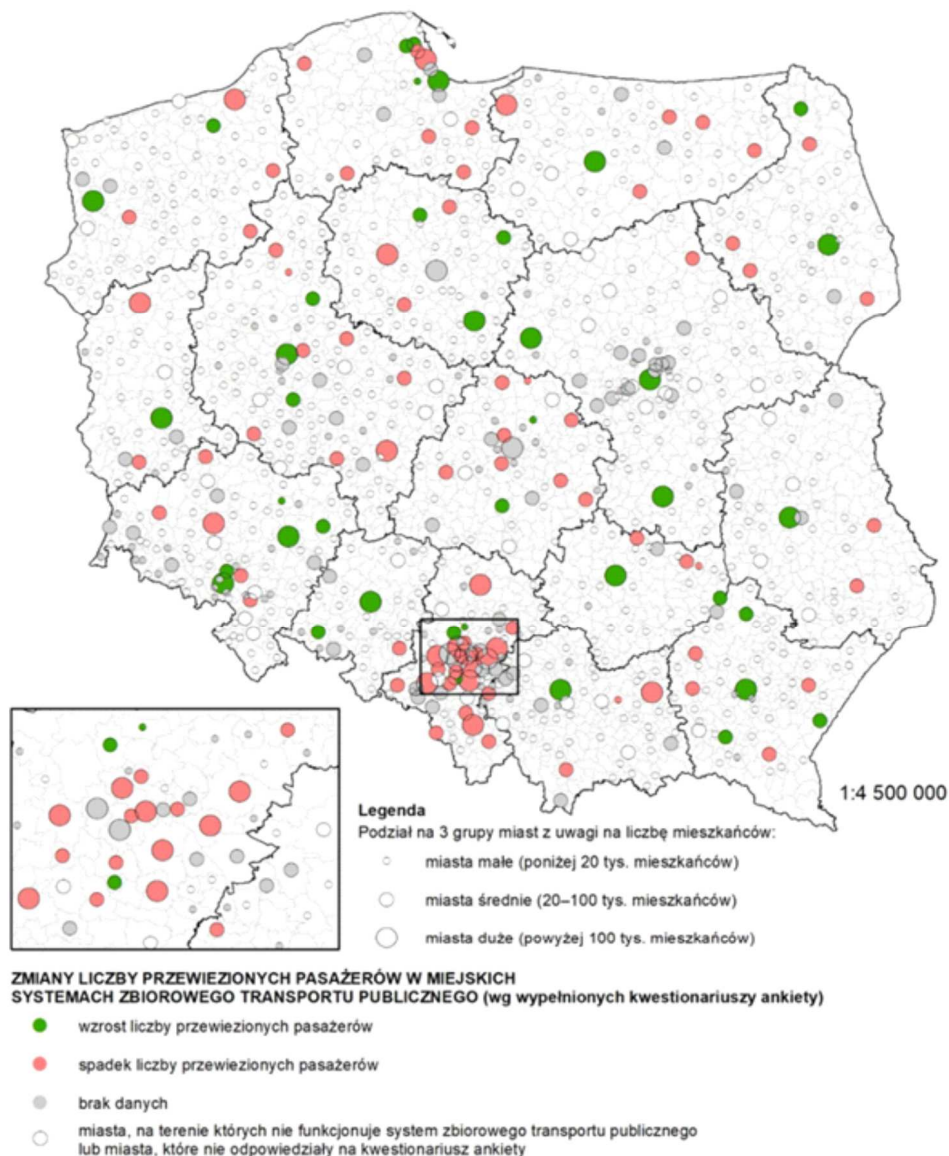 1:4 500 000
Legenda
Podział na 3 grupy miast z uwagi na liczbę mieszkańców:
miasta małe (poniżej 20 tys. mieszkańców)
miasta średnie (20–100 tys. mieszkańców)
miasta duże (powyżej 100 tys. mieszkańców)
ZMIANY LICZBY PRZEWIEZIONYCH PASAŻERÓW W MIEJSKICH
SYSTEMACH ZBIOROWEGO TRANSPORTU PUBLICZNEGO (wg wypełnionych kwestionariuszy ankiety)
wzrost liczby przewiezionych pasażerów
spadek liczby przewiezionych pasażerów
brak danych
miasta, na terenie których nie funkcjonuje system zbiorowego transportu publicznego
lub miasta, które nie odpowiedziały na kwestionariusz ankiety